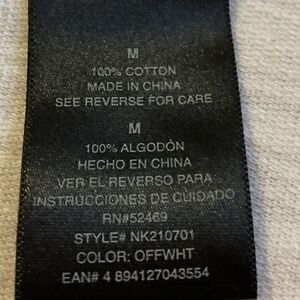 M
100% COTTON
MADE IN CHINA
SEE REVERSE FOR CARE
M
100% ALGODÓN
HECHO EN CHINA
VER EL REVERSO PARA
INSTRUCCIONES DE CUIDADO
RN#52469
STYLE# NK210701
COLOR: OFFWHT
EAN# 4 894127043554